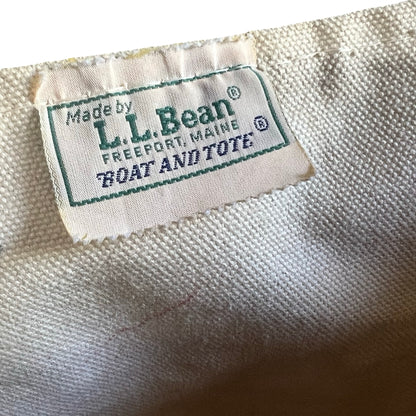 Made by
L.L.Bean®
FREEPORT, MAINE
"BOAT AND TOTE"®